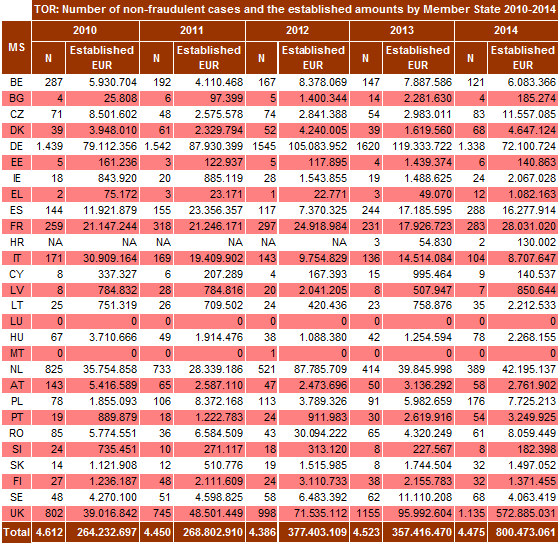 TOR: Number of non-fraudulent cases and the established amounts by Member State 2010-2014
MS 2010 2011 2012 2013 2014
N Established EUR N Established EUR N Established EUR N Established EUR N Established EUR
BE 287 5.930.704 192 4.110.468 167 8.378.069 147 7.887.586 121 6.083.366
BG 4 25.808 6 97.399 5 1.400.344 14 2.281.630 4 185.274
CZ 71 8.501.602 48 2.575.578 74 2.841.388 54 2.983.011 83 11.557.085
DK 39 3.948.010 61 2.329.794 52 4.240.005 39 1.619.560 68 4.647.124
DE 1.439 79.112.356 1.542 87.930.399 1545 105.083.952 1620 119.333.722 1.338 72.100.724
EE 5 161.236 3 122.937 5 117.895 4 1.439.374 6 140.863
IE 18 843.920 20 885.119 28 1.543.855 19 1.488.625 24 2.067.028
EL 2 75.172 3 23.171 1 22.771 3 49.070 12 1.082.163
ES 144 11.921.879 155 23.356.357 117 7.370.325 244 17.185.595 288 16.277.914
FR 259 21.147.244 318 21.246.171 297 24.918.984 231 17.926.723 283 28.031.020
HR NA NA NA NA NA NA 3 54.830 2 130.002
IT 171 30.909.164 169 19.409.902 143 9.754.829 136 14.514.084 104 8.707.647
CY 8 337.327 6 207.289 4 167.393 15 995.464 9 140.537
LV 8 784.832 28 784.816 20 2.041.205 8 507.947 7 850.644
LT 25 751.319 26 709.502 24 420.436 23 758.876 35 2.212.533
LU 0 0 0 0 0 0 0 0 0 0
HU 67 3.710.666 49 1.914.476 38 1.088.380 42 1.254.594 78 2.268.155
MT 0 0 0 0 1 0 0 0 0 0
NL 825 35.754.858 733 28.339.186 521 87.785.709 414 39.845.998 389 42.195.137
AT 143 5.416.589 65 2.587.110 47 2.473.696 50 3.136.292 58 2.761.902
PL 78 1.855.093 106 8.372.168 113 3.789.326 91 5.982.659 176 7.725.213
PT 19 889.879 18 1.222.783 24 911.983 30 2.619.916 54 3.249.925
RO 85 5.774.551 36 6.584.509 43 30.094.222 65 4.320.249 61 8.059.449
SI 24 735.451 10 271.117 18 313.120 8 227.567 8 182.398
SK 14 1.121.908 12 510.776 19 1.515.985 8 1.744.504 32 1.497.052
FI 27 1.236.187 48 2.111.609 24 3.110.733 38 2.155.783 32 1.371.455
SE 48 4.270.100 51 4.598.825 58 6.483.392 62 11.110.208 68 4.063.419
UK 802 39.016.842 745 48.501.449 998 71.535.112 1155 95.992.604 1.135 572.885.031
Total 4.612 264.232.697 4.450 268.802.910 4.386 377.403.109 4.523 357.416.470 4.475 800.473.061